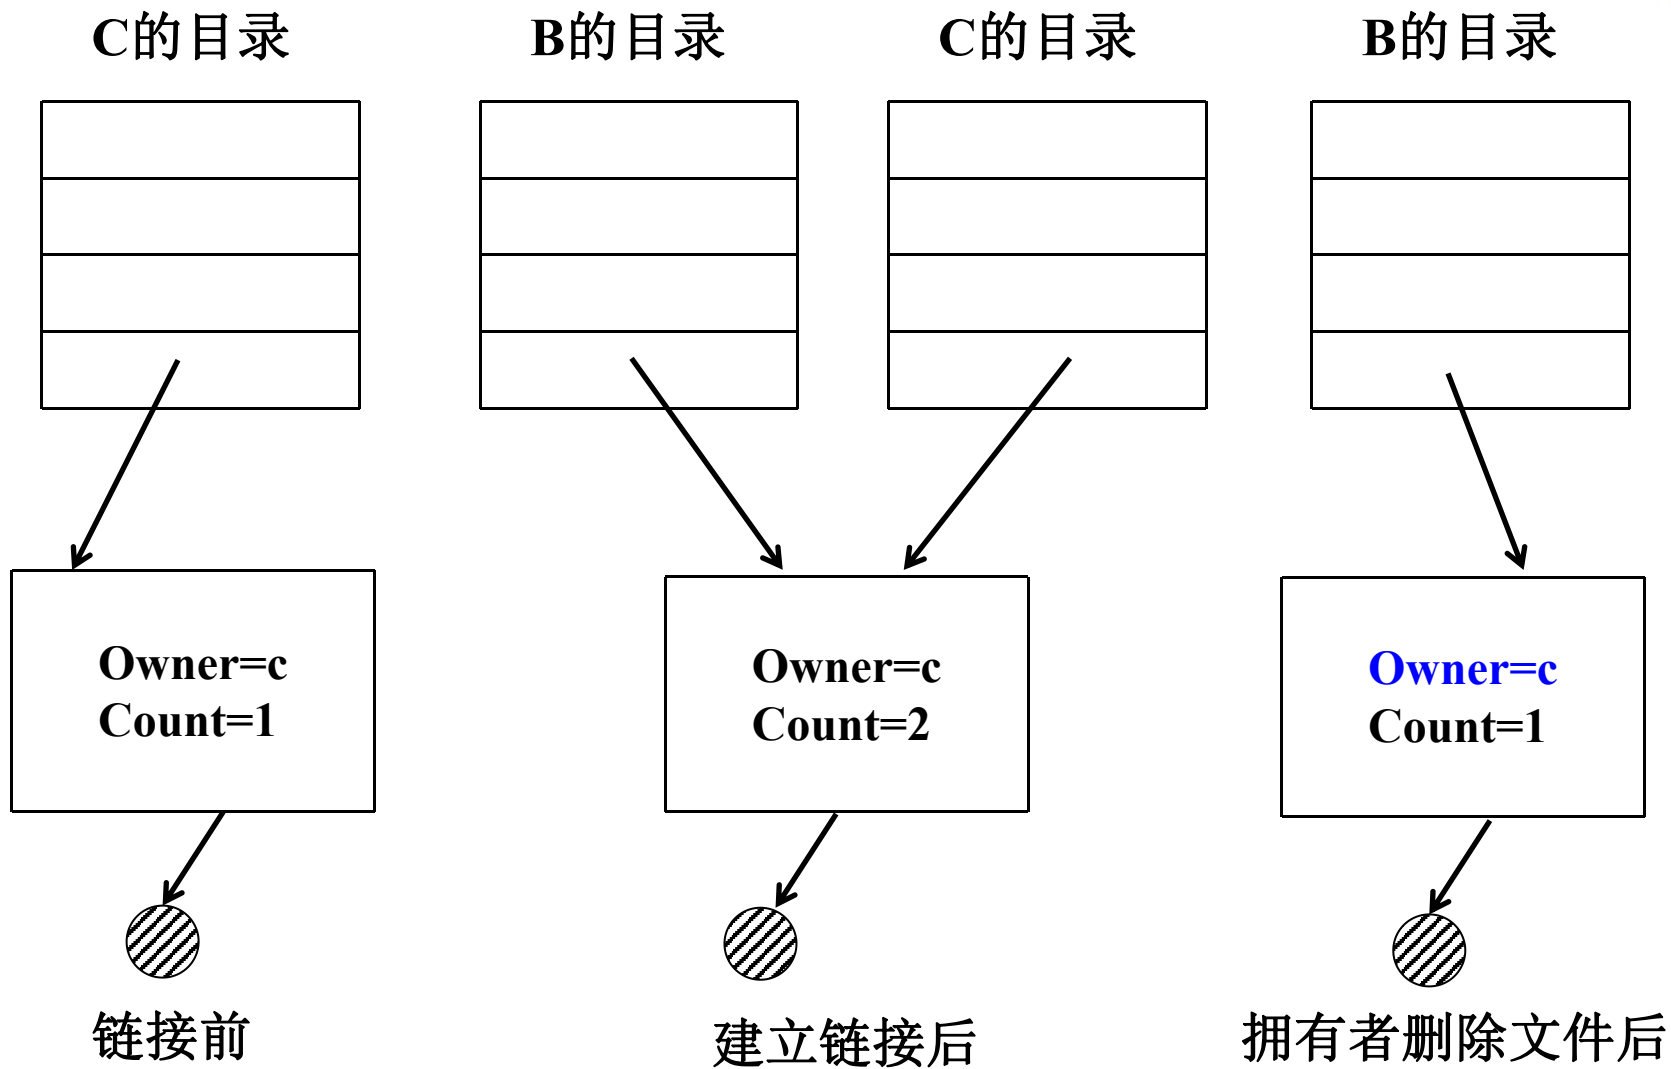 C的目录
B的目录
C的目录
B的目录
Owner=c
Count=1
Owner=c
Count=2
Owner=c
Count=1
链接前
建立链接后
拥有者删除文件后